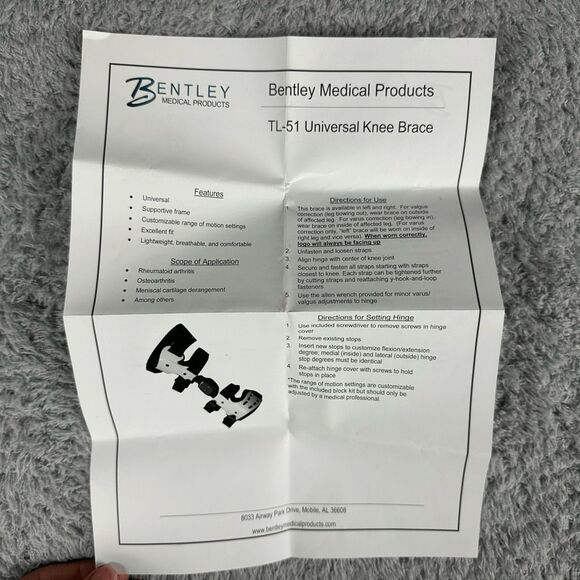 BENTLEY
MEDICAL PRODUCTS
Bentley Medical Products
TL-51 Universal Knee Brace
Features
• Universal
• Supportive frame
• Customizable range of motion settings
• Excellent fit
• Lightweight, breathable, and comfortable
Scope of Application
• Rheumatoid arthritis
• Osteoarthritis
• Meniscal cartilage derangement
• Among others
Directions for Use
1. This brace is available in left and right. For valgus
correction (leg bowing out), wear brace on outside
of affected leg. For varus correction (leg bowing in),
wear brace on inside of affected leg. (For varus
correction only, "left" brace will be worn on inside of
right leg and vice versa). When worn correctly,
logo will always be facing up
2. Unfasten and loosen straps
3. Align hinge with center of knee joint
4. Secure and fasten all straps starting with straps
closest to knee. Each strap can be tightened further
by cutting straps and reattaching y-hook-and-loop
fasteners
5. Use the allen wrench provided for minor varus/
valgus adjustments to hinge
Directions for Setting Hinge
1. Use included screwdriver to remove screws in hinge
cover
2. Remove existing stops
3. Insert new stops to customize flexion/extension
degree; medial (inside) and lateral (outside) hinge
stop degrees must be identical
4. Re-attach hinge cover with screws to hold
stops in place
*The range of motion settings are customizable
with the included block kit but should only be
adjusted by a medical professional.
8033 Airway Park Drive, Mobile, AL 36608
www.bentleymedicalproducts.com